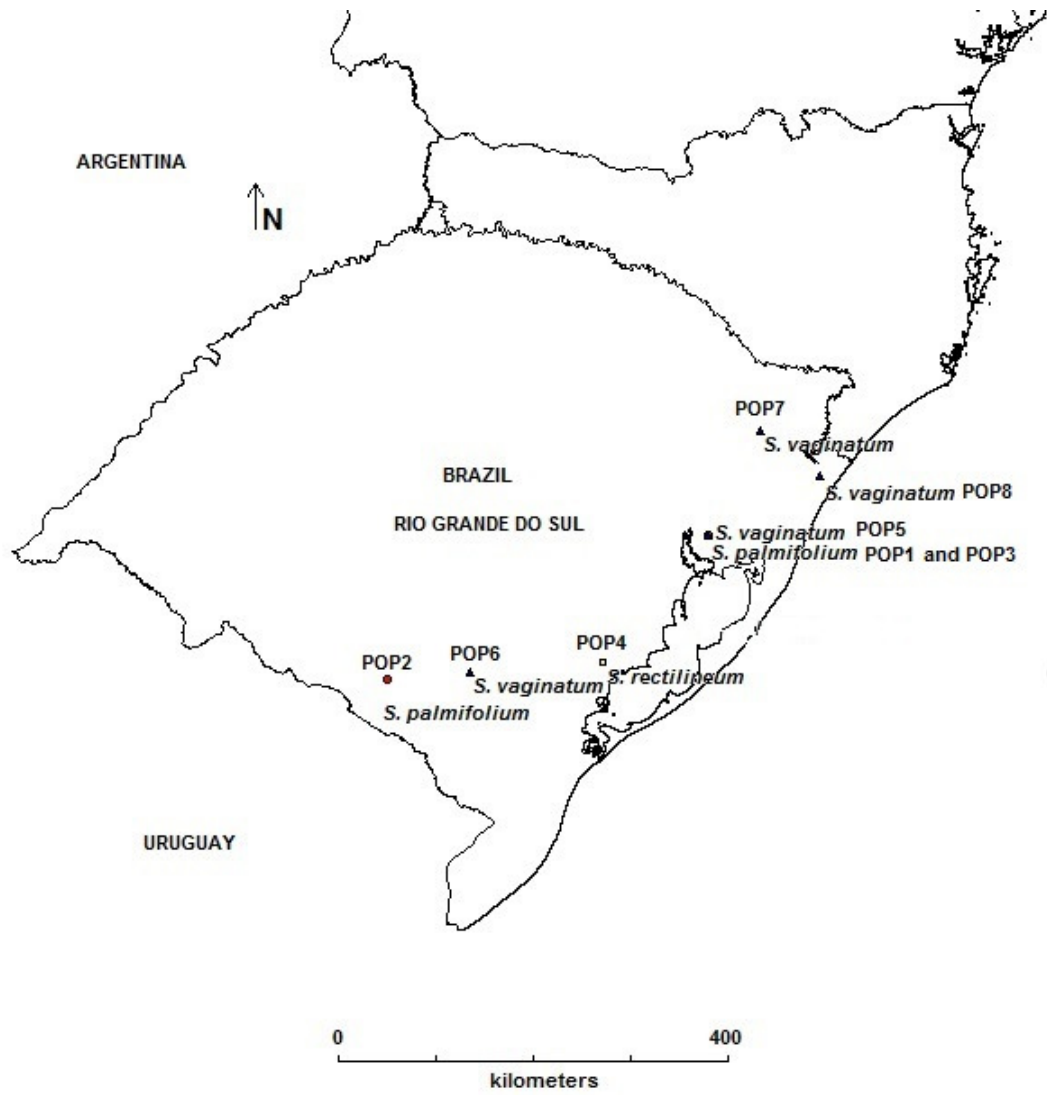 ARGENTINA
N
POP7
S. vaginatum
BRAZIL
S. vaginatum POP8
RIO GRANDE DO SUL
S. vaginatum POP5
S. palmifolium POP1 and POP3
POP4
POP6
POP2
S. rectilineum
S. vaginatum
S. palmifolium
URUGUAY
0 400
kilometers